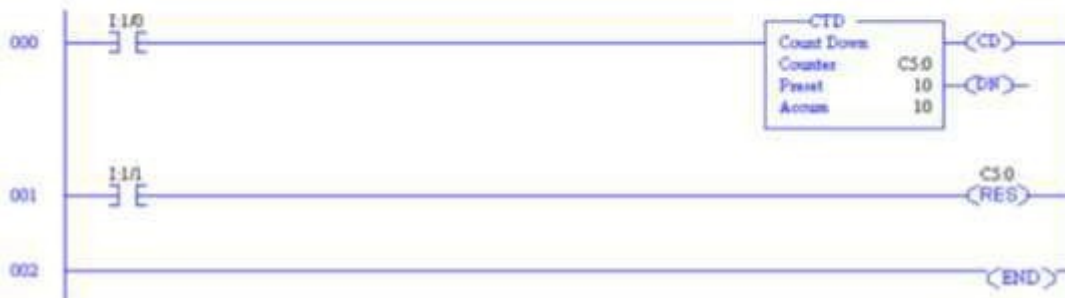 I:1/0
CTD
000
Count Down
(CD)
Counter C5:0
Preset 10
(DN)
Accum 10
I:1/1
C5:0
001
(RES)
002
(END)